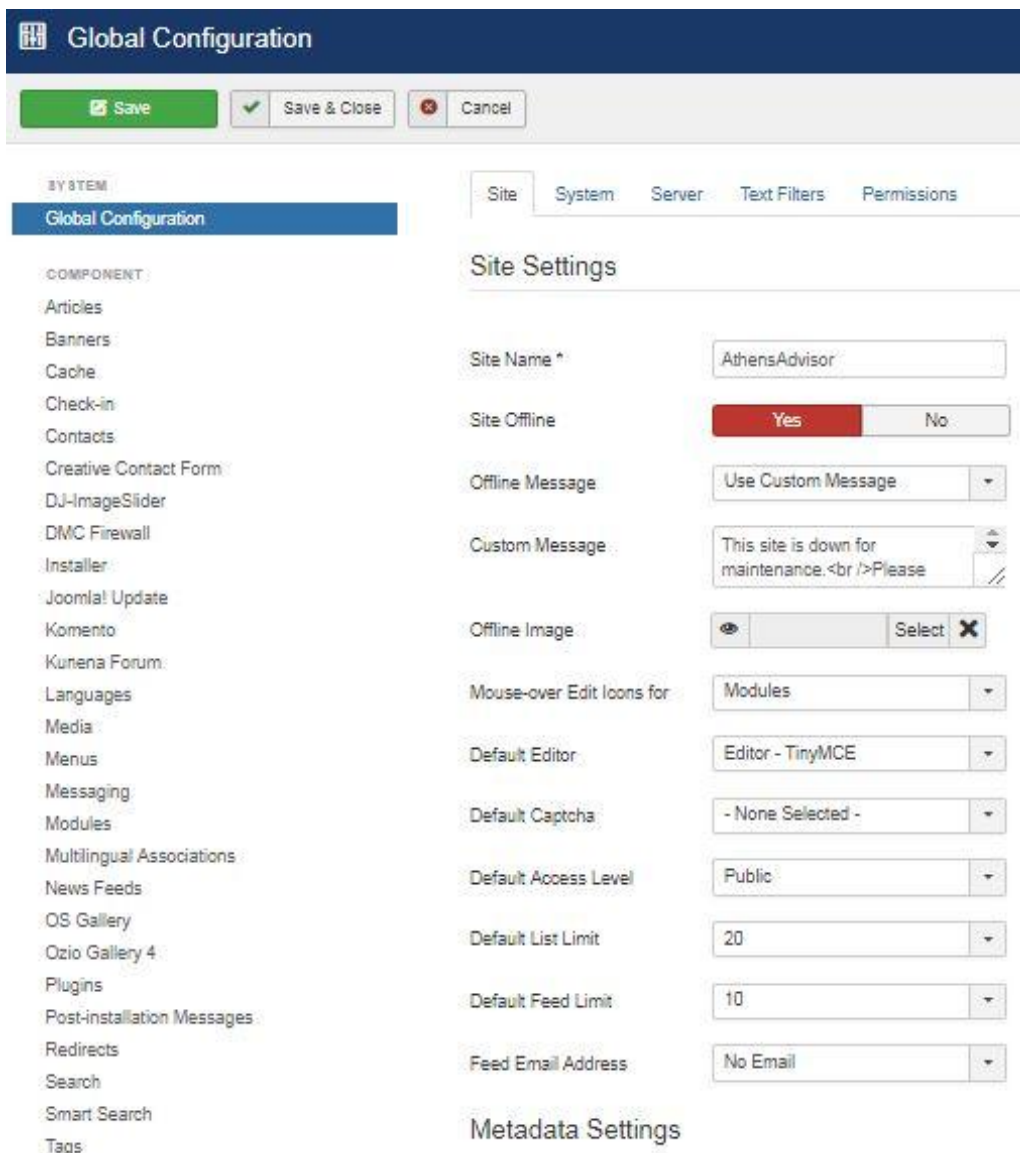 Global Configuration
Save
Save & Close
Cancel
SYSTEM
Global Configuration
COMPONENT
Articles
Banners
Cache
Check-in
Contacts
Creative Contact Form
DJ-ImageSlider
DMC Firewall
Installer
Joomla! Update
Komento
Kunena Forum
Languages
Media
Menus
Messaging
Modules
Multilingual Associations
News Feeds
OS Gallery
Ozio Gallery 4
Plugins
Post-installation Messages
Redirects
Search
Smart Search
Tags
Site System Server Text Filters Permissions
Site Settings
Site Name * AthensAdvisor
Site Offline Yes No
Offline Message Use Custom Message
Custom Message This site is down for
maintenance.<br />Please
Offline Image Select
Mouse-over Edit Icons for Modules
Default Editor Editor - TinyMCE
Default Captcha - None Selected -
Default Access Level Public
Default List Limit 20
Default Feed Limit 10
Feed Email Address No Email
Metadata Settings